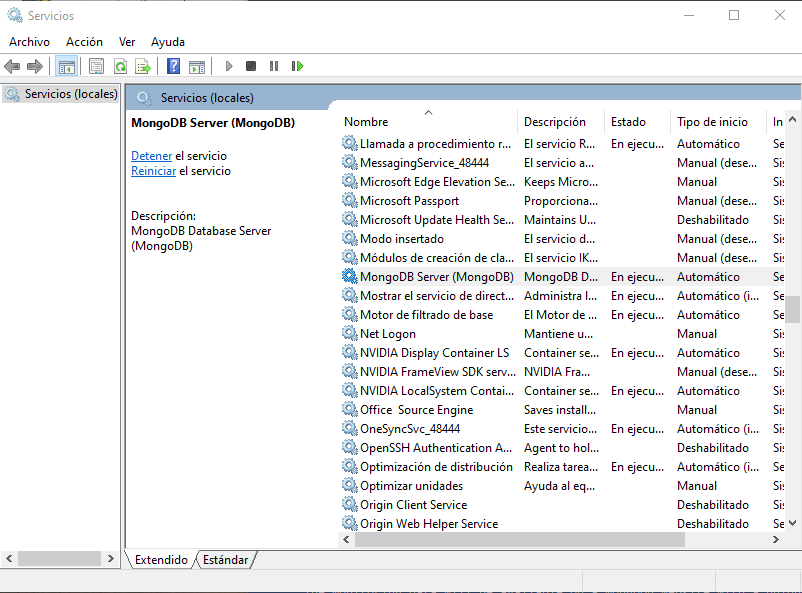 Servicios
Archivo Acción Ver Ayuda
Servicios (locales)
Servicios (locales)
MongoDB Server (MongoDB)
Detener el servicio
Reiniciar el servicio
Descripción:
MongoDB Database Server
(MongoDB)
Nombre Descripción Estado Tipo de inicio In
Llamada a procedimiento r... El servicio R... En ejecu... Automático Se
MessagingService_48444 El servicio a... Manual (dese... Sis
Microsoft Edge Elevation Se... Keeps Micro... Manual Sis
Microsoft Passport Proporciona... Manual (dese... Sis
Microsoft Update Health Se... Maintains U... Deshabilitado Sis
Modo insertado El servicio d... Manual (dese... Sis
Módulos de creación de cla... El servicio IK... Manual (dese... Sis
MongoDB Server (MongoDB) MongoDB D... En ejecu... Automático Se
Mostrar el servicio de direct... Administra l... En ejecu... Automático (i... Sis
Motor de filtrado de base El Motor de ... En ejecu... Automático Se
Net Logon Mantiene u... Manual Sis
NVIDIA Display Container LS Container se... En ejecu... Automático Sis
NVIDIA FrameView SDK serv... NVIDIA Fra... Manual (dese... Sis
NVIDIA LocalSystem Contai... Container se... En ejecu... Automático Sis
Office Source Engine Saves install... Manual Sis
OneSyncSvc_48444 Este servicio... En ejecu... Automático (i... Sis
OpenSSH Authentication A... Agent to hol... Deshabilitado Sis
Optimización de distribución Realiza tarea... En ejecu... Automático (i... Se
Optimizar unidades Ayuda al eq... Manual Sis
Origin Client Service Deshabilitado Sis
Origin Web Helper Service Deshabilitado Se
Extendido Estándar